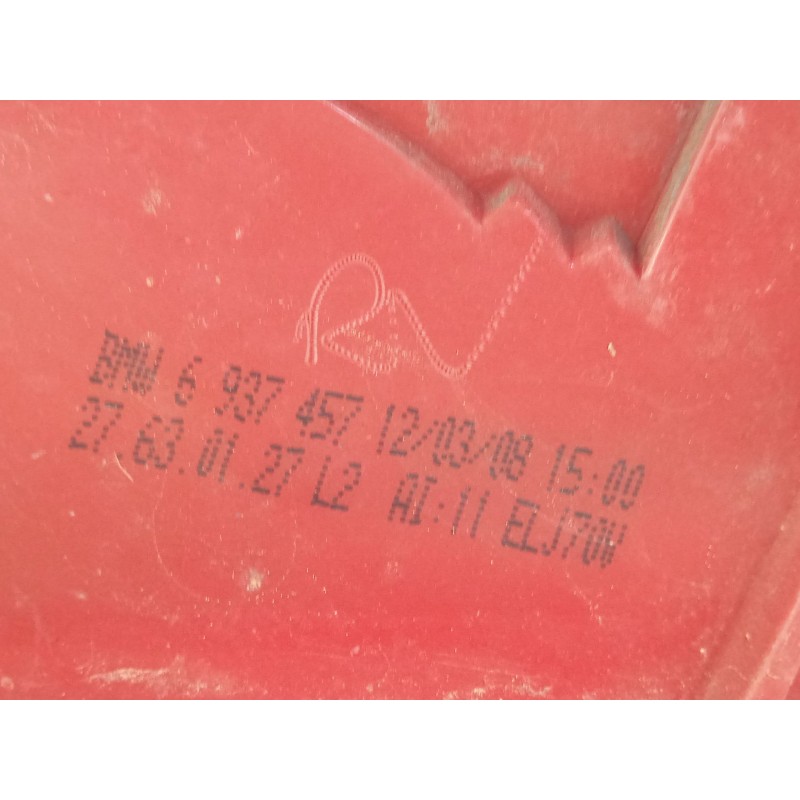 BMW 6 937 457 12/03/08 15:00
27.63.01.27 L2 AI:11 ELJ70W